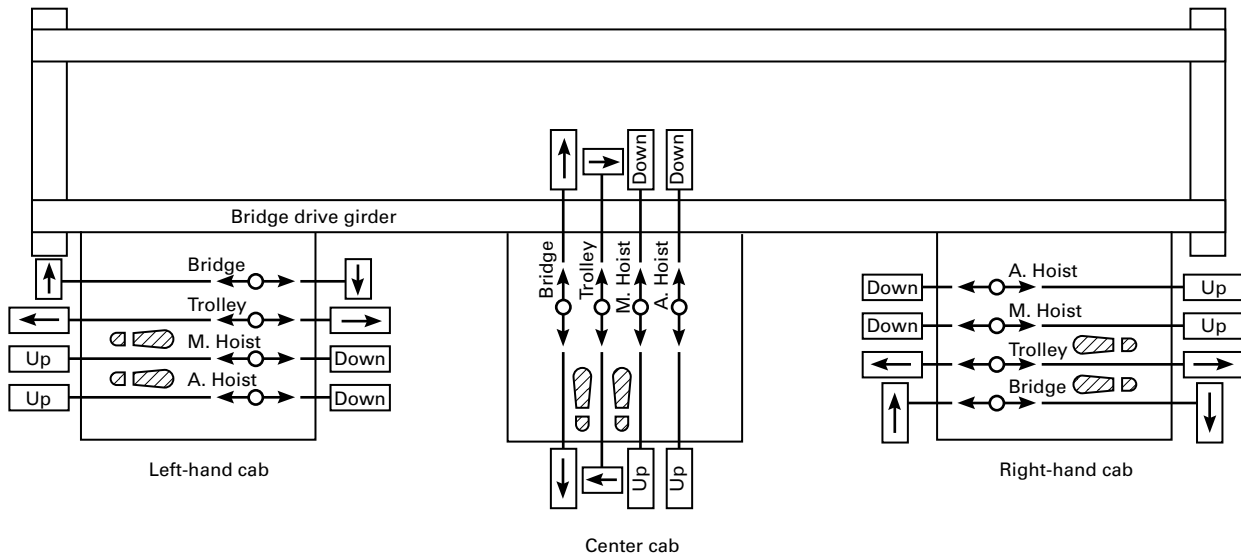 Down
Down
Bridge drive girder
Bridge
Trolley
M. Hoist
A. Hoist
Up
Down
Up
Down
Left-hand cab
Bridge
Trolley
M. Hoist
A. Hoist
Up
Up
Center cab
A. Hoist
Down
Up
M. Hoist
Down
Up
Trolley
Bridge
Right-hand cab